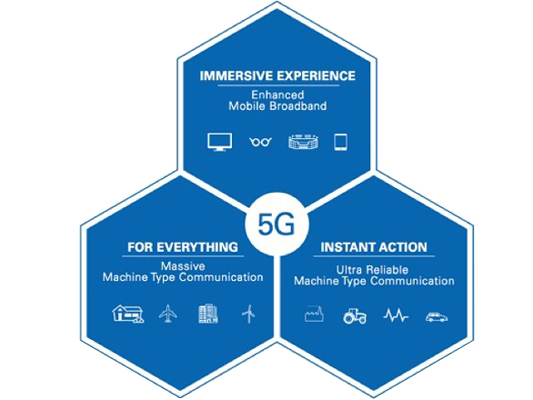 IMMERSIVE EXPERIENCE
Enhanced
Mobile Broadband
5G
FOR EVERYTHING
Massive
Machine Type Communication
INSTANT ACTION
Ultra Reliable
Machine Type Communication